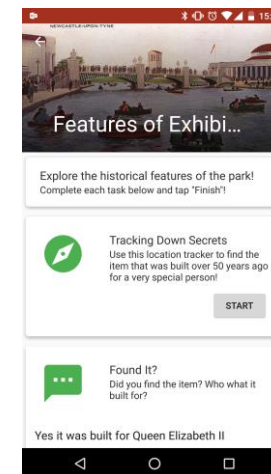 15:
NEWCASTLE-UPON-TYNE
Features of Exhibi...
Explore the historical features of the park!
Complete each task below and tap "Finish"!
Tracking Down Secrets
Use this location tracker to find the
item that was built over 50 years ago
for a very special person!
START
Found It?
Did you find the item? Who what it
built for?
Yes it was built for Queen Elizabeth II